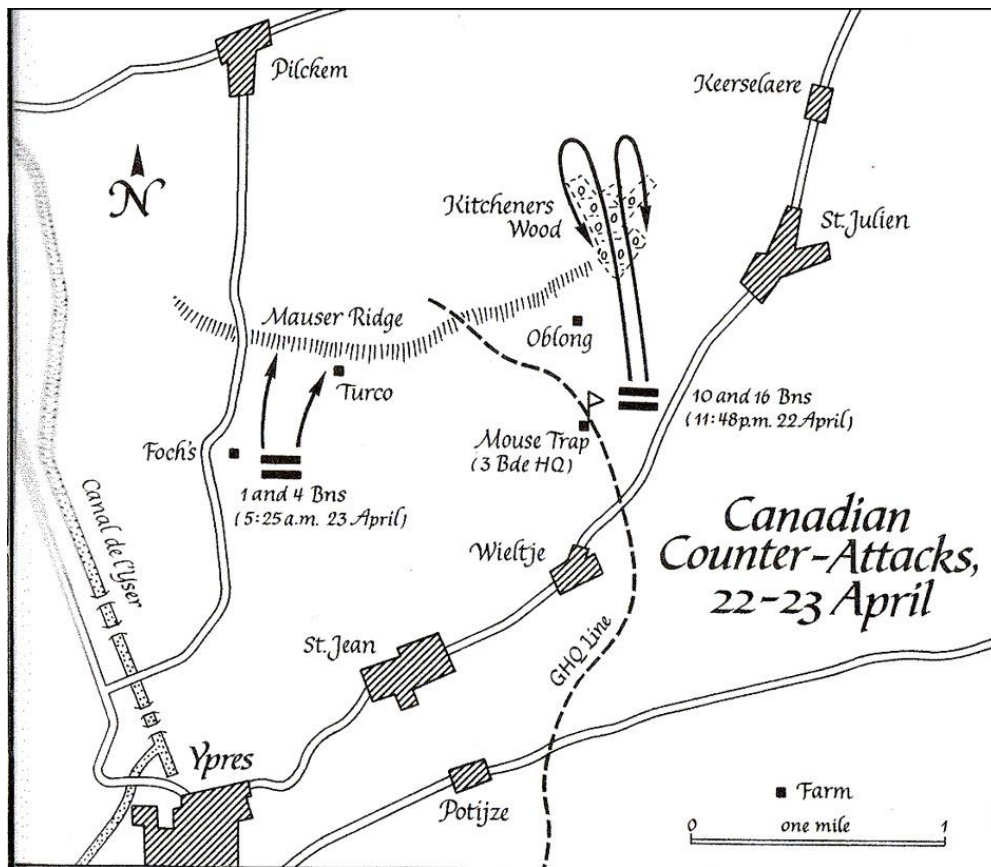 Pilckem
Keerselaere
N
Kitcheners
Wood
St. Julien
Mauser Ridge
Oblong
Turco
10 and 16 Bns
(11:48 p.m. 22 April)
Foch's
Mouse Trap
(3 Bde HQ)
1 and 4 Bns
(5:25 a.m. 23 April)
Canal de l'Yser
Canadian
Counter-Attacks,
22-23 April
Wieltje
St. Jean
GHQ Line
Ypres
Potijze
Farm
0 one mile 1